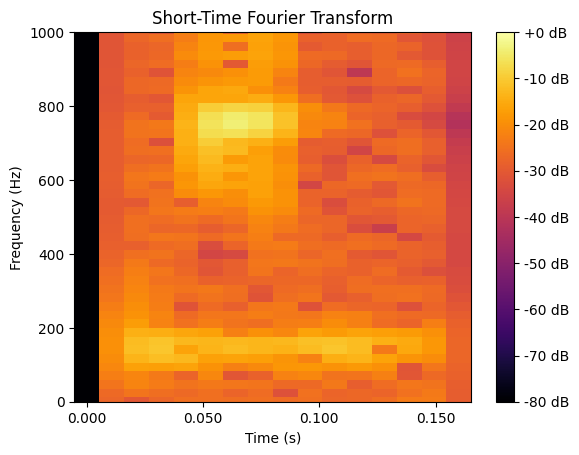 Short-Time Fourier Transform
1000
800
600
400
200
0
Frequency (Hz)
0.000
0.050
0.100
0.150
Time (s)
+0 dB
-10 dB
-20 dB
-30 dB
-40 dB
-50 dB
-60 dB
-70 dB
-80 dB